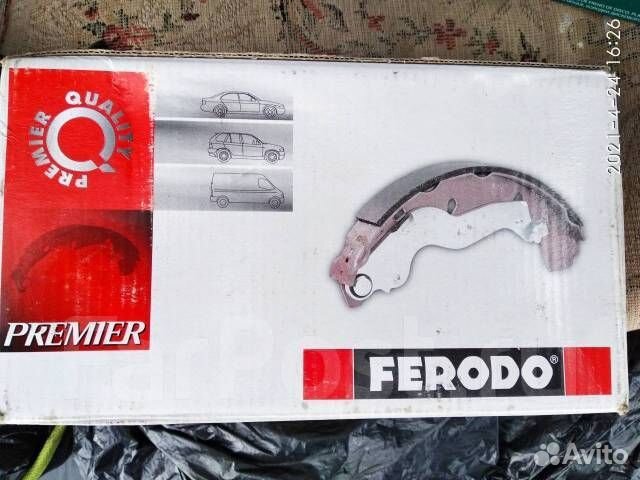 PREMIER QUALITY
PREMIER
FERODO®
2021-4-24 16:26
Avito